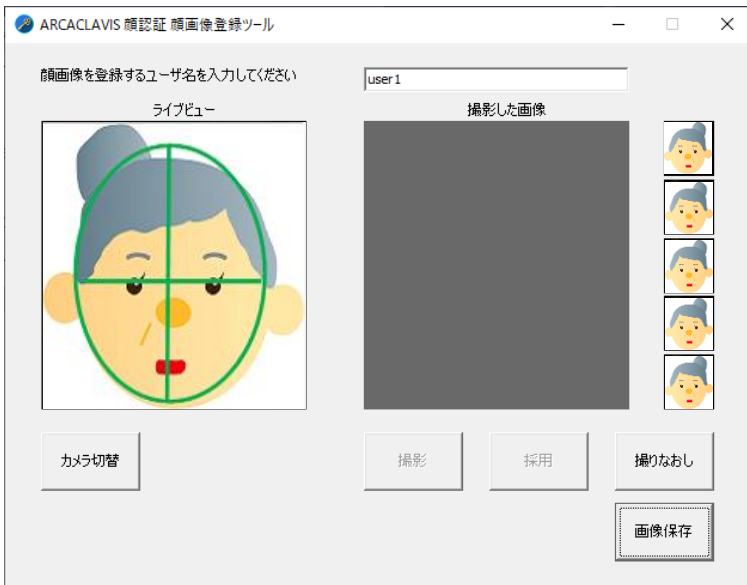 ARCACLAVIS 顔認証 顔画像登録ツール
顔画像を登録するユーザ名を入力してください
user1
ライブビュー
撮影した画像
カメラ切替
撮影
採用
撮りなおし
画像保存